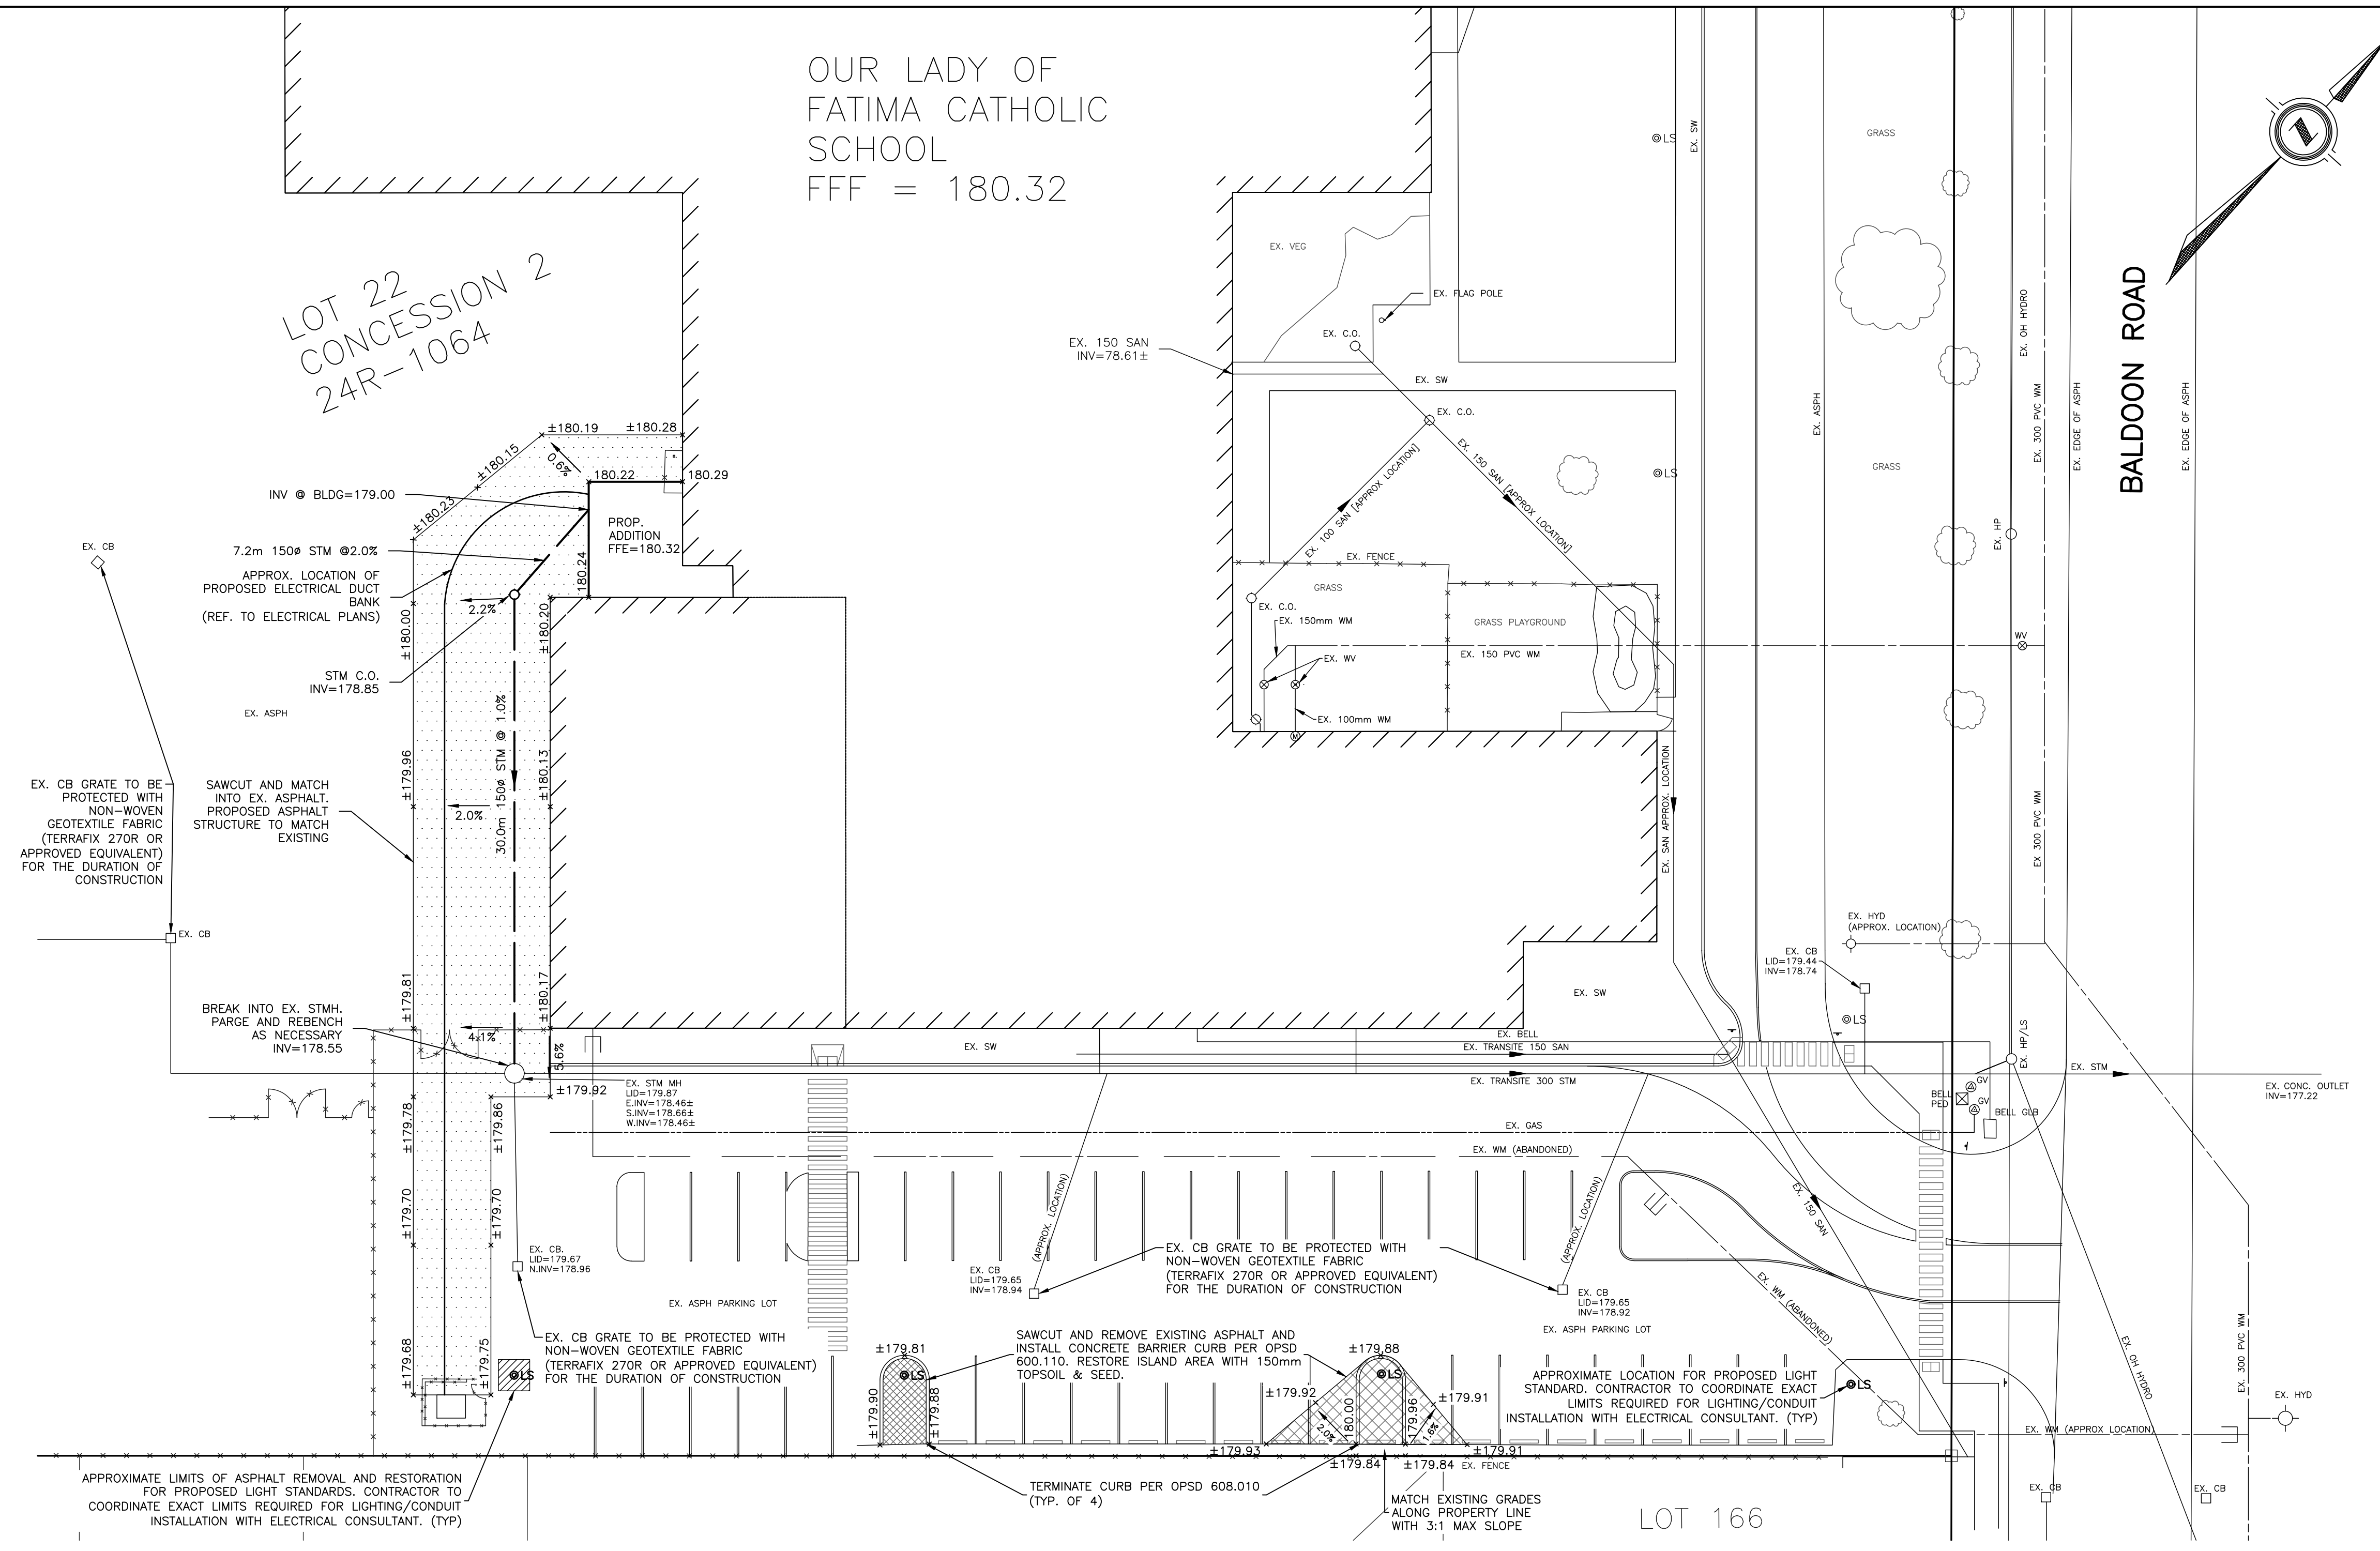 OUR LADY OF
FATIMA CATHOLIC
SCHOOL
FFF = 180.32
LOT 22
CONCESSION 2
24R-1064
BALDOON ROAD
N
GRASS
LS
EX. SW
EX. VEG
EX. FLAG POLE
EX. C.O.
EX. 150 SAN
INV=78.61±
EX. SW
EX. C.O.
EX. OH HYDRO
EX. 300 PVC WM
EX. EDGE OF ASPH
EX. EDGE OF ASPH
EX. ASPH
LS
GRASS
EX. 100 SAN [APPROX LOCATION]
EX. 150 SAN [APPROX LOCATION]
EX. FENCE
GRASS
EX. C.O.
EX. 150mm WM
EX. WV
EX. 100mm WM
M
GRASS PLAYGROUND
EX. 150 PVC WM
WV
EX. HP
±180.19
±180.28
±180.15
0.6%
±180.23
180.22
180.29
INV @ BLDG=179.00
PROP.
ADDITION
FFE=180.32
180.24
7.2m 150ø STM @2.0%
APPROX. LOCATION OF
PROPOSED ELECTRICAL DUCT
BANK
(REF. TO ELECTRICAL PLANS)
2.2%
±180.00
±180.20
STM C.O.
INV=178.85
EX. CB
EX. ASPH
30.0m 150ø STM @ 1.0%
±179.96
±180.13
2.0%
EX. CB GRATE TO BE
PROTECTED WITH
NON-WOVEN
GEOTEXTILE FABRIC
(TERRAFIX 270R OR
APPROVED EQUIVALENT)
FOR THE DURATION OF
CONSTRUCTION
SAWCUT AND MATCH
INTO EX. ASPHALT.
PROPOSED ASPHALT
STRUCTURE TO MATCH
EXISTING
EX. CB
±179.81
±180.17
BREAK INTO EX. STMH.
PARGE AND REBENCH
AS NECESSARY
INV=178.55
4.1%
5.6%
±179.92
±179.78
±179.86
EX. STM MH
LID=179.87
E.INV=178.46±
S.INV=178.66±
W.INV=178.46±
EX. SW
EX. SAN APPROX. LOCATION
EX 300 PVC WM
EX. HYD
(APPROX. LOCATION)
EX. CB
LID=179.44
INV=178.74
LS
EX. SW
EX. BELL
EX. TRANSITE 150 SAN
EX. TRANSITE 300 STM
EX. HP/LS
EX. STM
EX. CONC. OUTLET
INV=177.22
GV
GV
BELL
PED
BELL GLB
EX. GAS
EX. WM (ABANDONED)
(APPROX. LOCATION)
(APPROX. LOCATION)
EX. 150 SAN
±179.70
±179.70
EX. CB.
LID=179.67
N.INV=178.96
EX. CB
LID=179.65
INV=178.94
EX. CB GRATE TO BE PROTECTED WITH
NON-WOVEN GEOTEXTILE FABRIC
(TERRAFIX 270R OR APPROVED EQUIVALENT)
FOR THE DURATION OF CONSTRUCTION
EX. CB
LID=179.65
INV=178.92
EX. ASPH PARKING LOT
EX. ASPH PARKING LOT
EX. WM (ABANDONED)
EX. OH HYDRO
EX. 300 PVC WM
±179.68
±179.75
LS
EX. CB GRATE TO BE PROTECTED WITH
NON-WOVEN GEOTEXTILE FABRIC
(TERRAFIX 270R OR APPROVED EQUIVALENT)
FOR THE DURATION OF CONSTRUCTION
±179.81
LS
±179.90
±179.88
SAWCUT AND REMOVE EXISTING ASPHALT AND
INSTALL CONCRETE BARRIER CURB PER OPSD
600.110. RESTORE ISLAND AREA WITH 150mm
TOPSOIL & SEED.
±179.88
LS
±179.92
±179.91
180.00
179.96
2.0%
1.6%
±179.93
±179.91
±179.84
±179.84
EX. FENCE
APPROXIMATE LOCATION FOR PROPOSED LIGHT
STANDARD. CONTRACTOR TO COORDINATE EXACT
LIMITS REQUIRED FOR LIGHTING/CONDUIT
INSTALLATION WITH ELECTRICAL CONSULTANT. (TYP)
LS
EX. HYD
EX. WM (APPROX LOCATION)
APPROXIMATE LIMITS OF ASPHALT REMOVAL AND RESTORATION
FOR PROPOSED LIGHT STANDARDS. CONTRACTOR TO
COORDINATE EXACT LIMITS REQUIRED FOR LIGHTING/CONDUIT
INSTALLATION WITH ELECTRICAL CONSULTANT. (TYP)
TERMINATE CURB PER OPSD 608.010
(TYP. OF 4)
MATCH EXISTING GRADES
ALONG PROPERTY LINE
WITH 3:1 MAX SLOPE
LOT 166
EX. CB
EX. CB